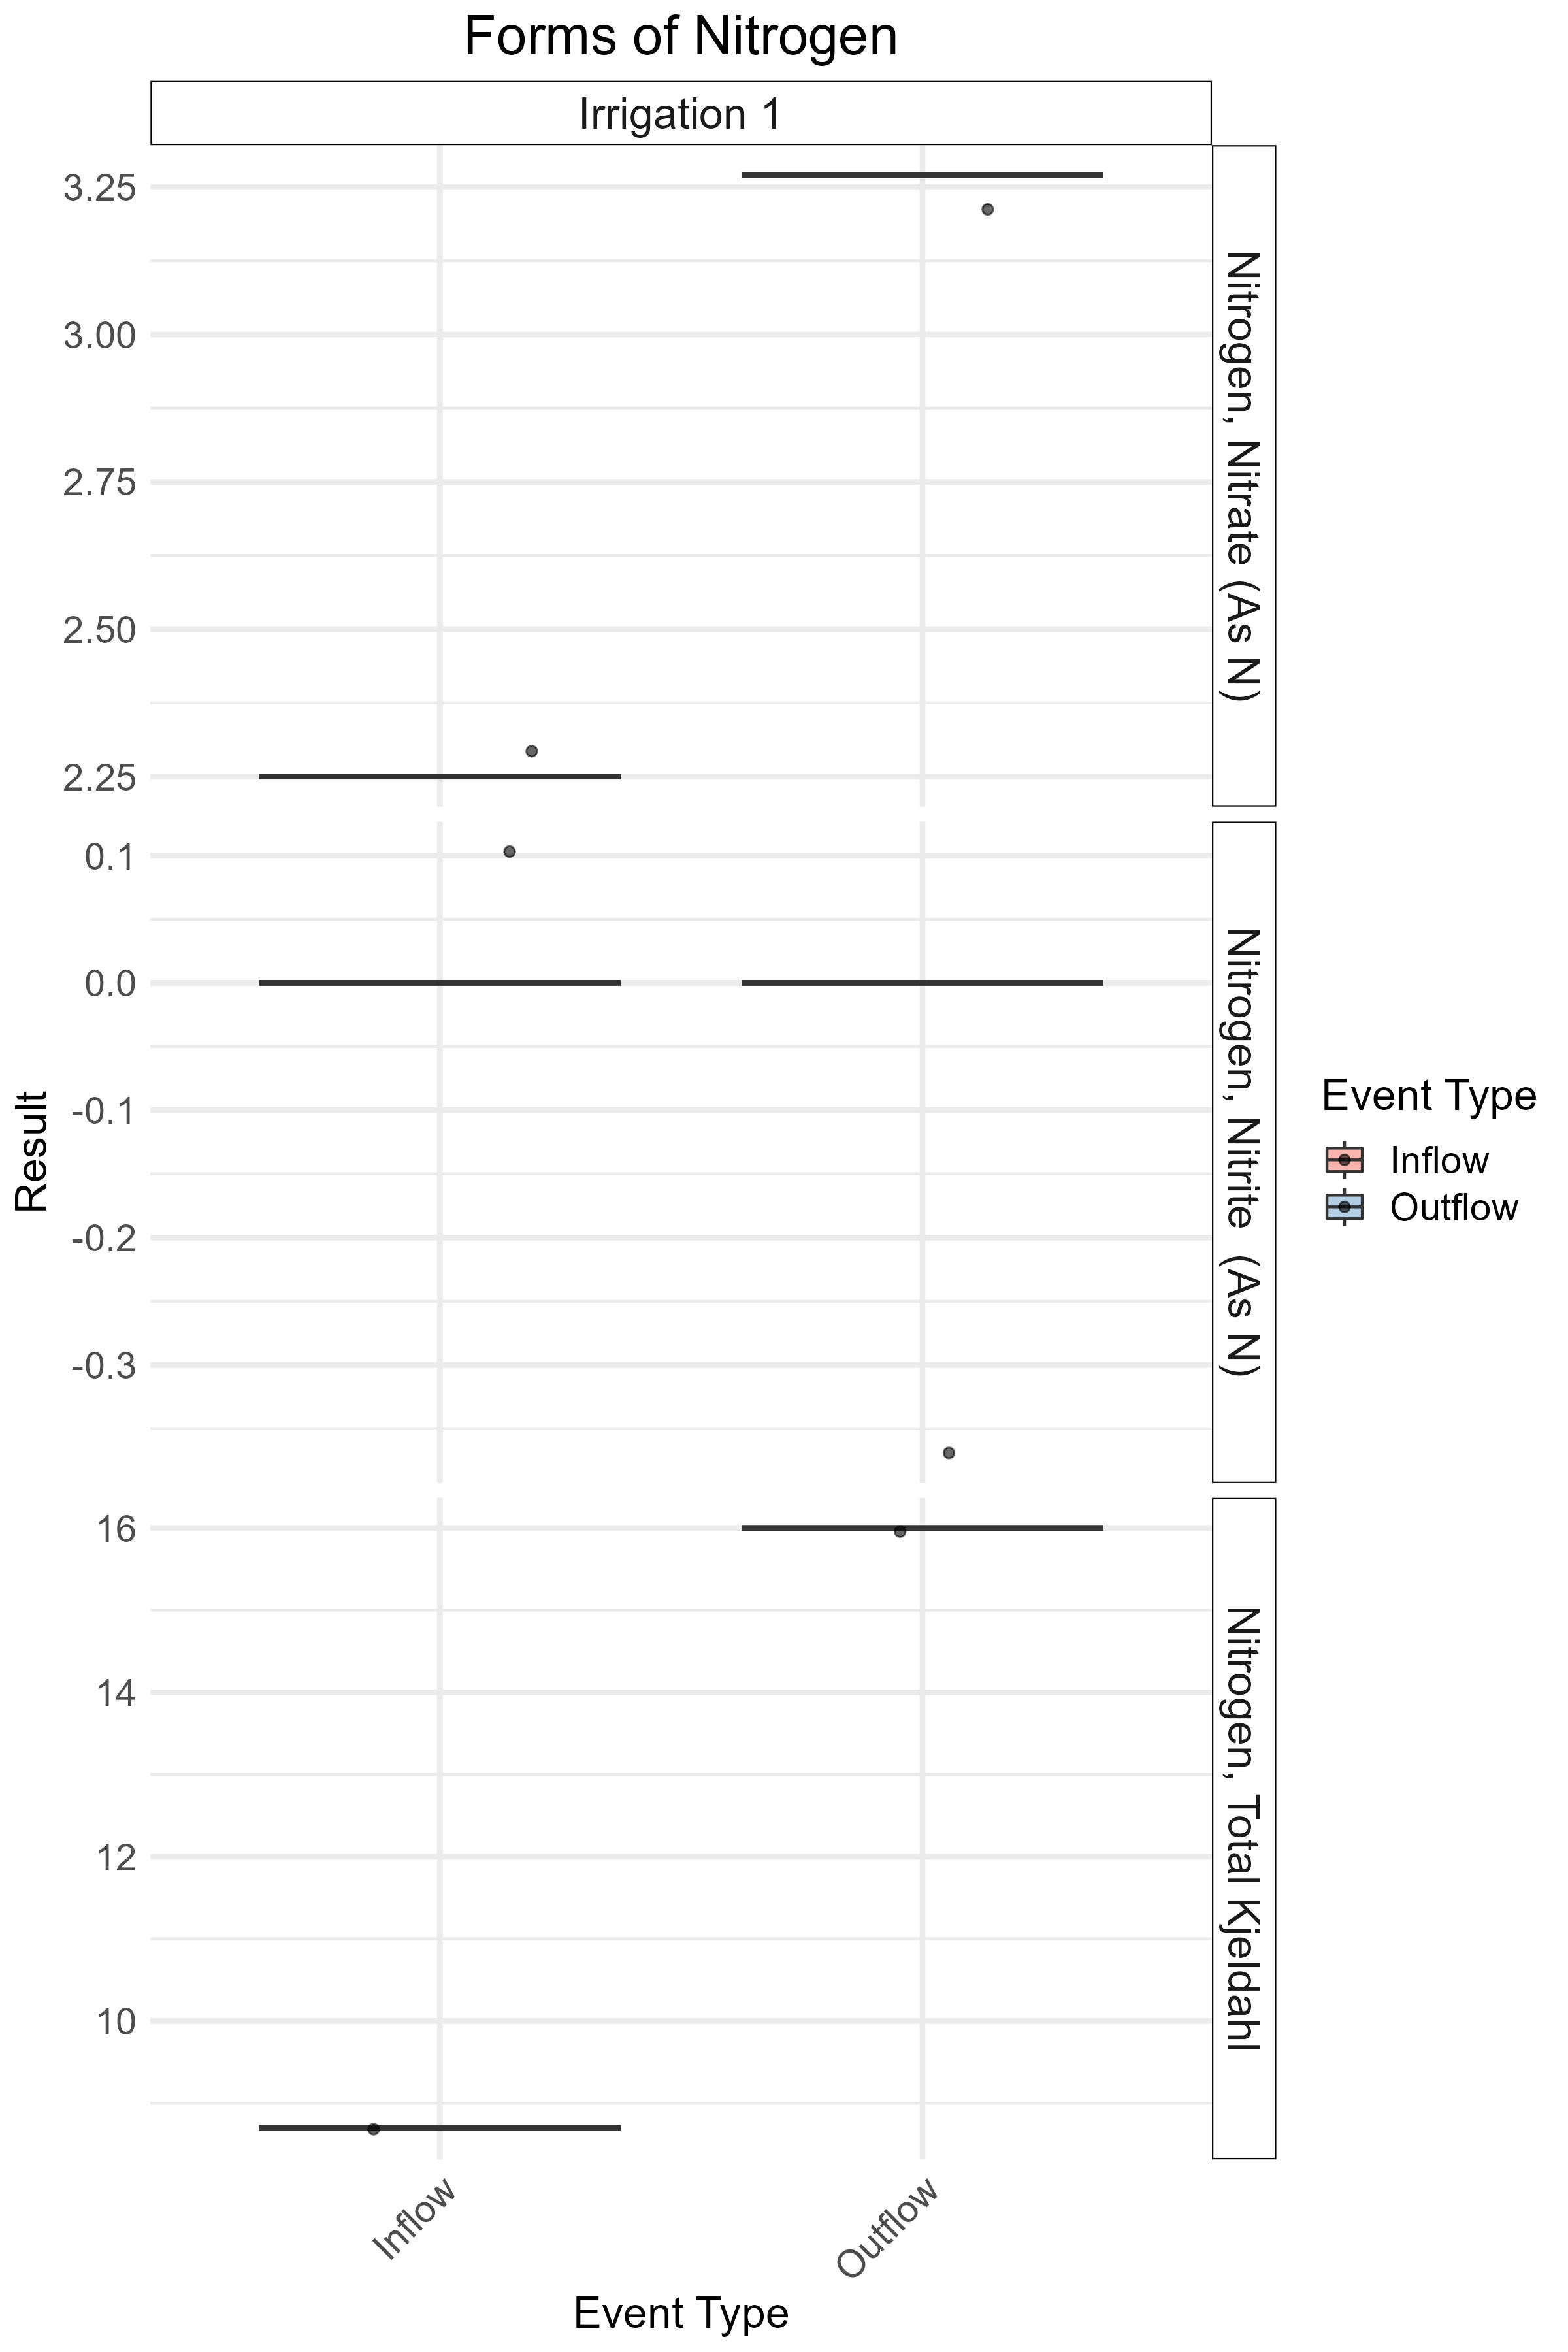 Forms of Nitrogen
Irrigation 1
3.25
3.00
2.75
2.50
2.25
Nitrogen, Nitrate (As N)
0.1
0.0
-0.1
-0.2
-0.3
Nitrogen, Nitrite  (As N)
16
14
12
10
Nitrogen, Total Kjeldahl
Result
Inflow
Outflow
Event Type
Event Type
Inflow
Outflow